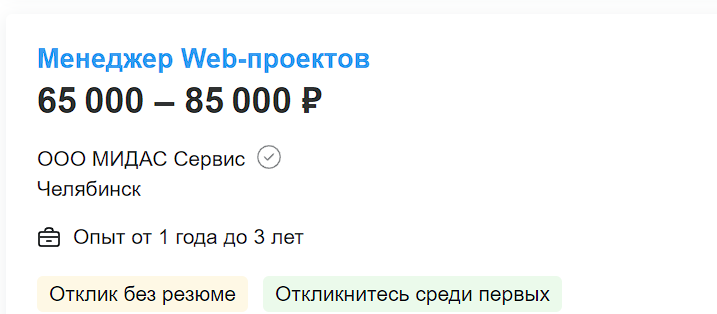 Менеджер Web-проектов
65 000 – 85 000 ₽
ООО МИДАС Сервис
Челябинск
Опыт от 1 года до 3 лет
Отклик без резюме
Откликнитесь среди первых